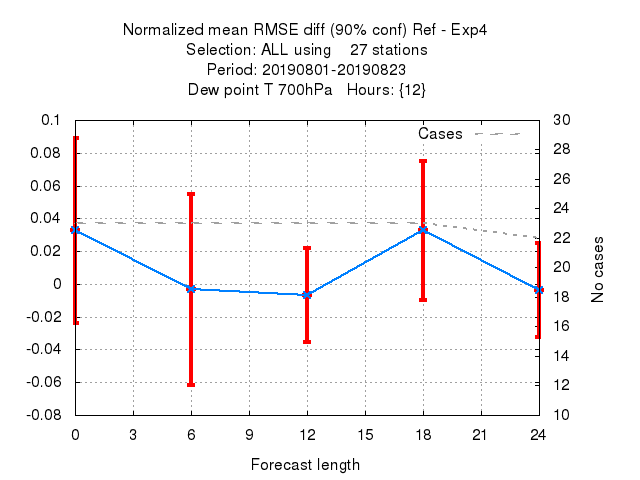 Normalized mean RMSE diff (90% conf) Ref - Exp4
Selection: ALL using    27 stations
Period: 20190801-20190823
Dew point T 700hPa   Hours: {12}
Cases
0.1
0.08
0.06
0.04
0.02
0
-0.02
-0.04
-0.06
-0.08
30
28
26
24
22
20
18
16
14
12
10
No cases
0 3 6 9 12 15 18 21 24
Forecast length